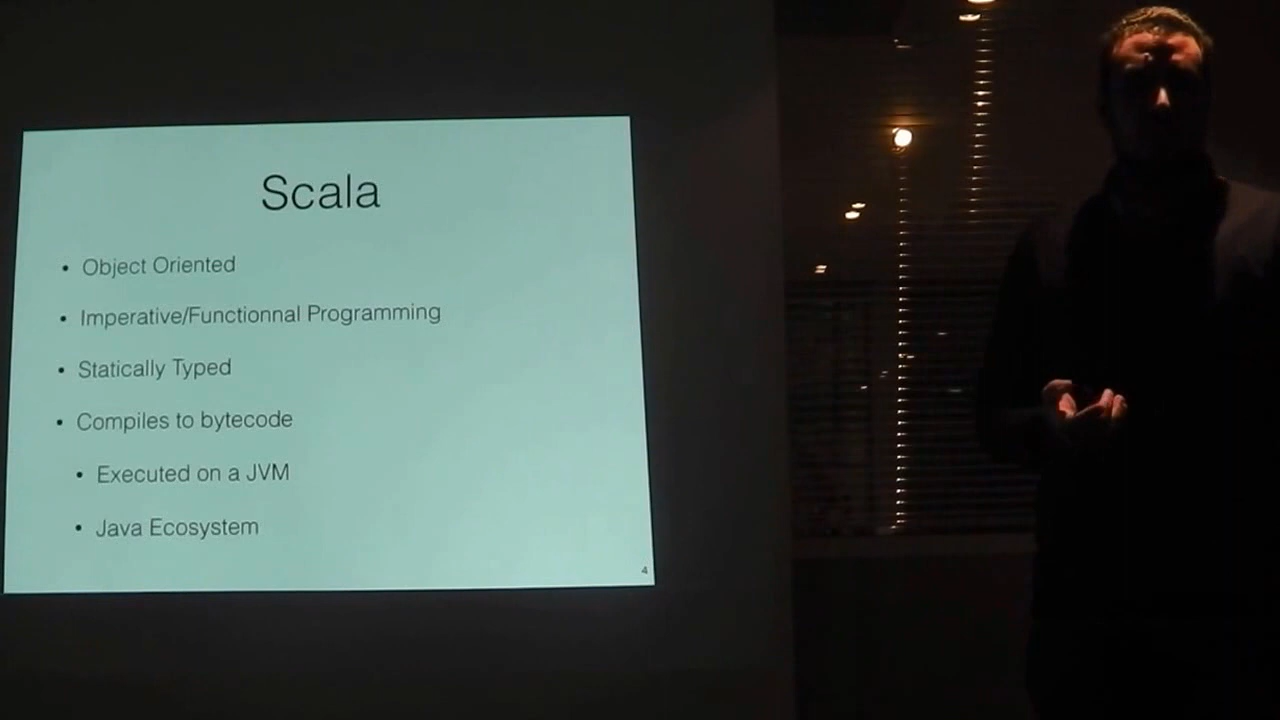 Scala
• Object Oriented
• Imperative/Functionnal Programming
• Statically Typed
• Compiles to bytecode
• Executed on a JVM
• Java Ecosystem
4